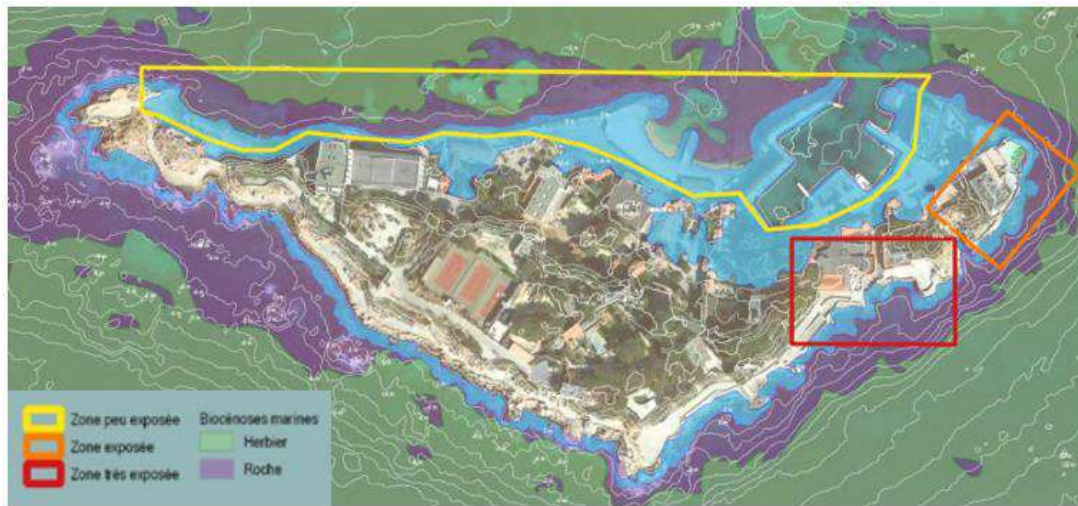 Zone peu exposée
Zone exposée
Zone très exposée
Biocénoses marines
Herbier
Roche